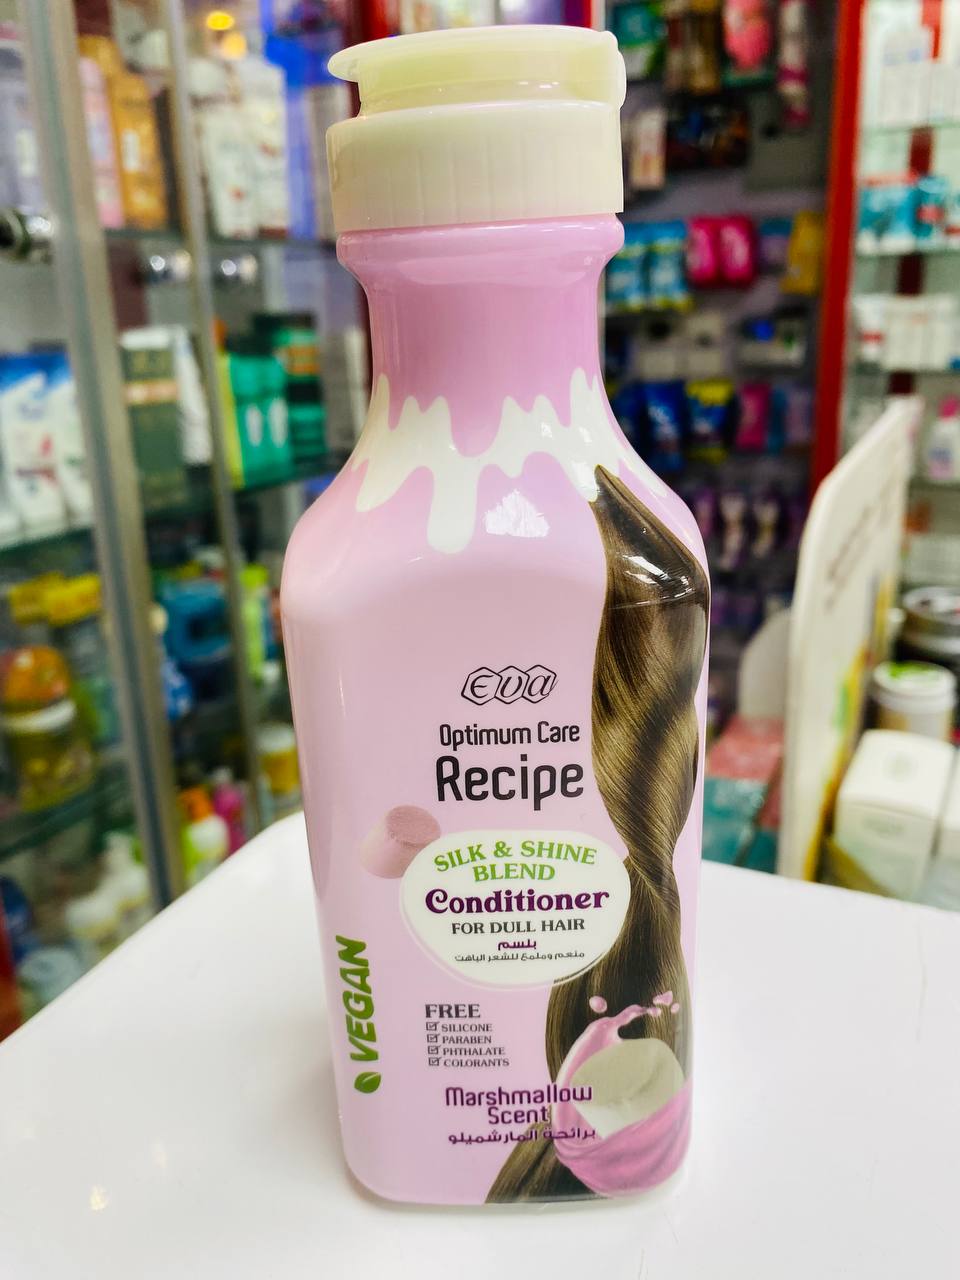 eva
Optimum Care
Recipe
SILK & SHINE
BLEND
Conditioner
FOR DULL HAIR
بلسم
منعم وملمع للشعر الباهت
VEGAN
FREE
SILICONE
PARABEN
PHTHALATE
COLORANTS
Marshmallow
Scent
برائحة المارشميلو